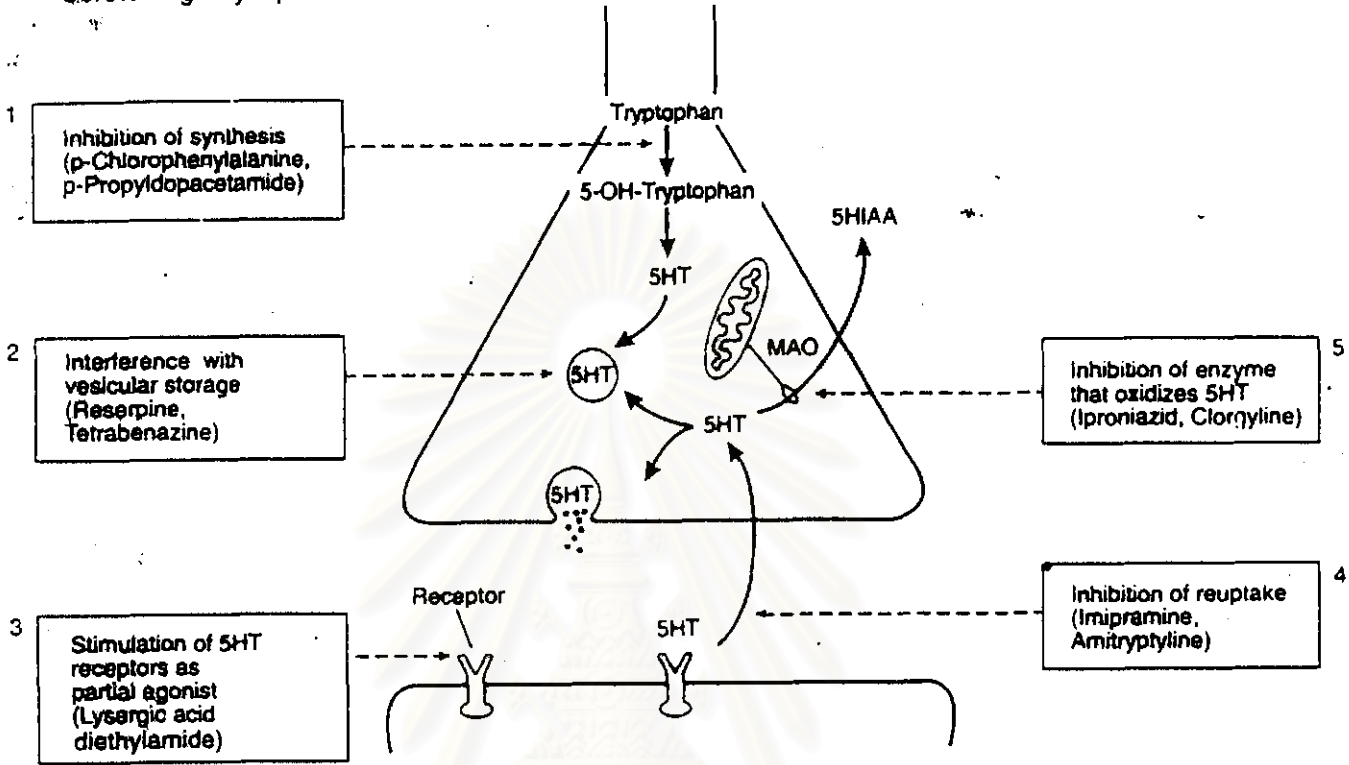 1
Inhibition of synthesis
(p-Chlorophenylalanine,
p-Propyldopacetamide)
Tryptophan
5-OH-Tryptophan
5HT
5HIAA
2
Interference with
vesicular storage
(Reserpine,
Tetrabenazine)
5HT
MAO
5HT
5
Inhibition of enzyme
that oxidizes 5HT
(Iproniazid, Clorgyline)
5HT
3
Stimulation of 5HT
receptors as
partial agonist
(Lysergic acid
diethylamide)
Receptor
5HT
4
Inhibition of reuptake
(Imipramine,
Amitryptyline)